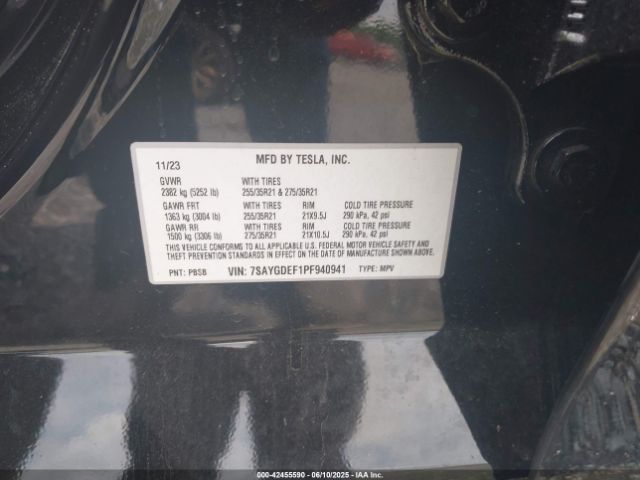 11/23 MFD BY TESLA, INC.
GVWR WITH TIRES
2382 kg (5252 lb) 255/35R21 & 275/35R21
GAWR FRT WITH TIRES RIM COLD TIRE PRESSURE
1363 kg (3004 lb) 255/35R21 21X9.5J 290 kPa, 42 psi
GAWR RR WITH TIRES RIM COLD TIRE PRESSURE
1500 kg (3306 lb) 275/35R21 21X10.5J 290 kPa, 42 psi
THIS VEHICLE CONFORMS TO ALL APPLICABLE U.S. FEDERAL MOTOR VEHICLE SAFETY AND
THEFT PREVENTION STANDARDS IN EFFECT ON THE DATE OF MANUFACTURE SHOWN ABOVE.
PNT: PBSB VIN: 7SAYGDEF1PF940941 TYPE: MPV
000-42455590 - 06/10/2025 - IAA Inc.